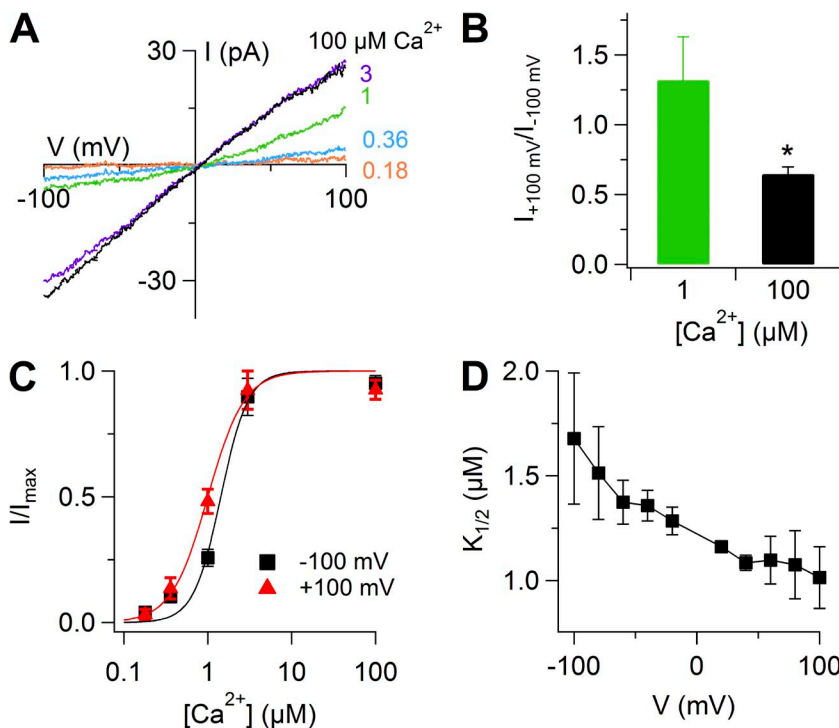 A
I (pA)
30
100 µM Ca2+
3
1
0.36
0.18
V (mV)
-100
100
-30
B
I+100 mV/I-100 mV
1.5
1.0
0.5
0.0
*
1
100
[Ca2+] (µM)
C
I/Imax
1.0
0.5
0.0
-100 mV
+100 mV
0.1
1
10
100
[Ca2+] (µM)
D
K1/2 (µM)
2.0
1.5
1.0
-100
0
100
V (mV)